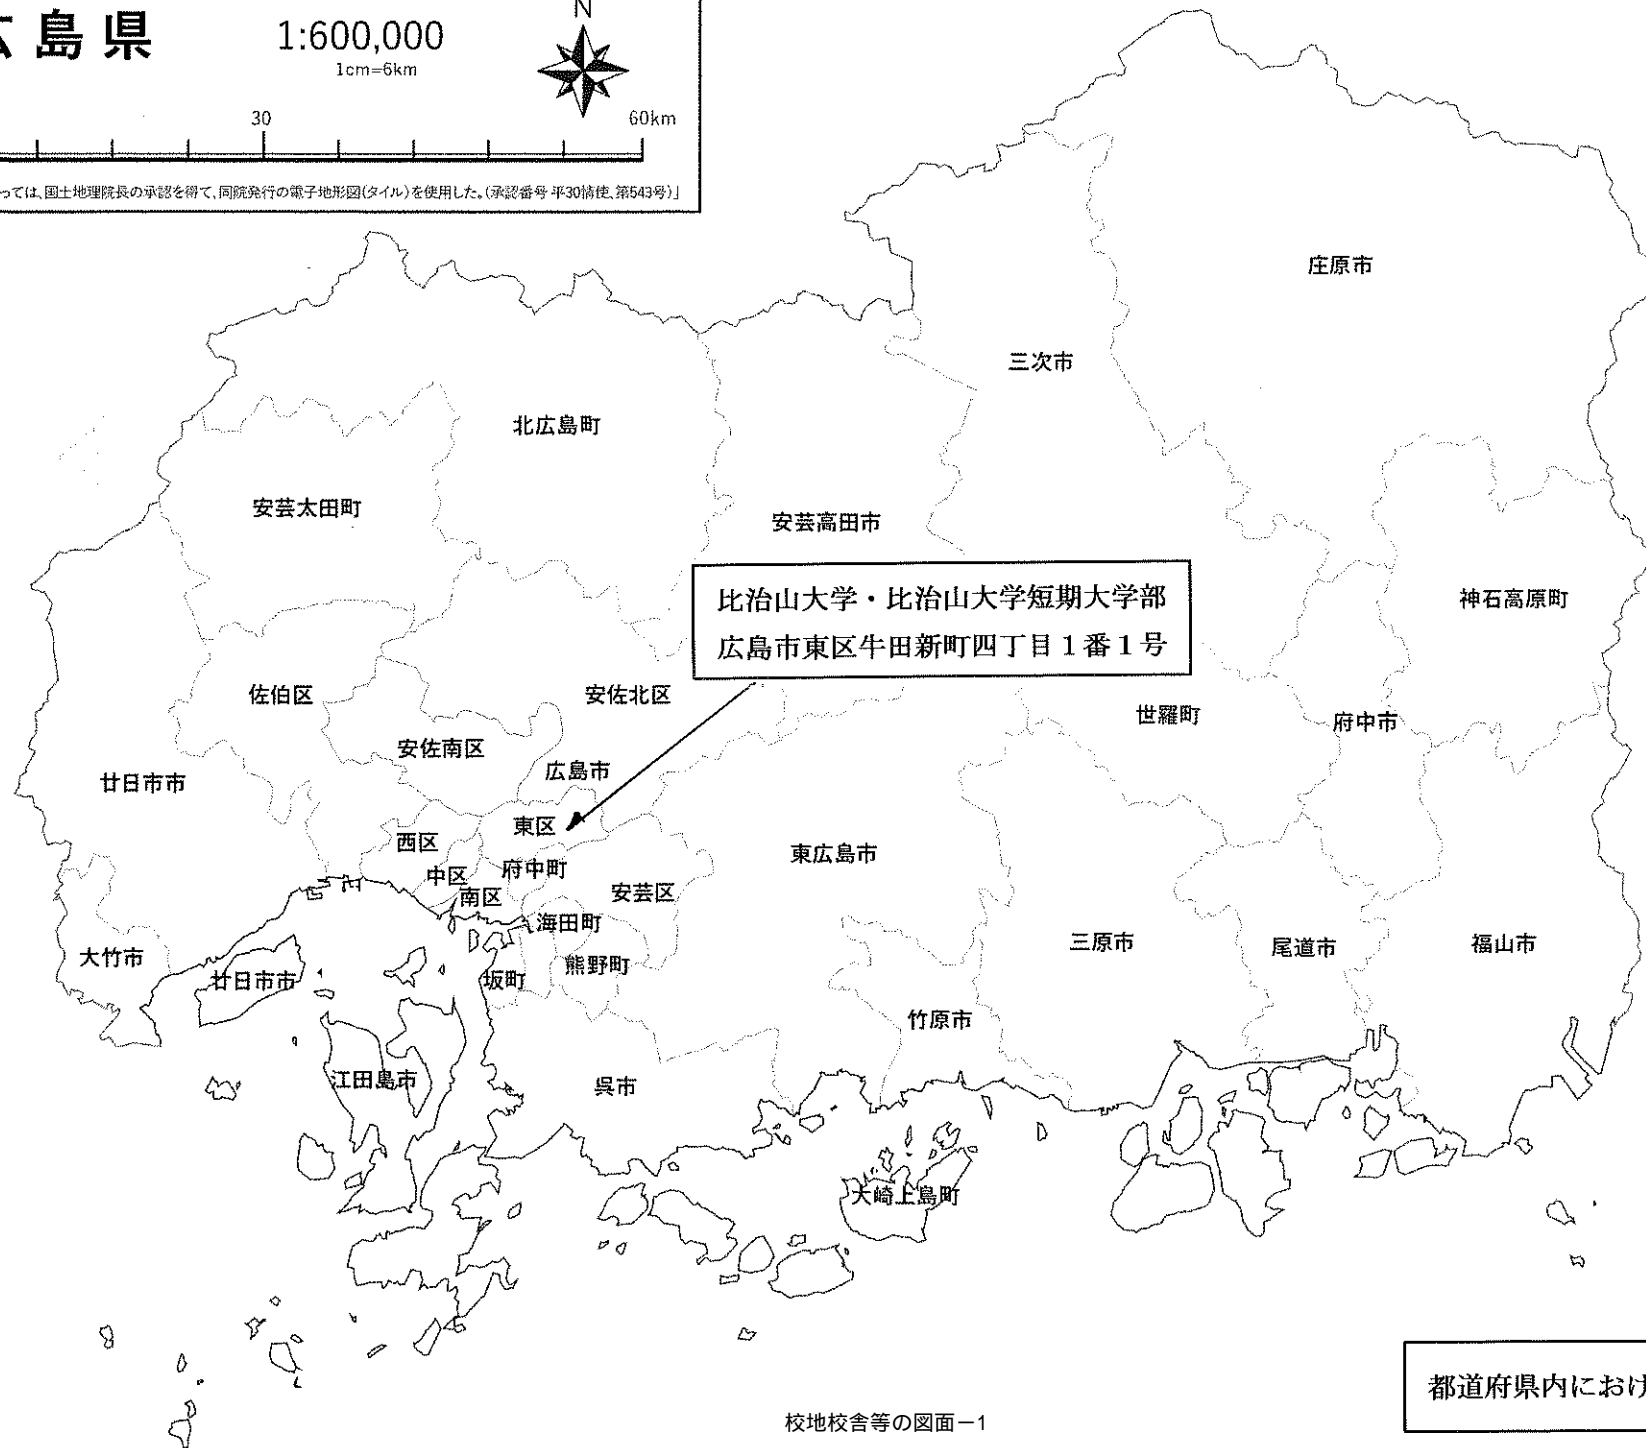 島県
1:600,000
1cm=6km
N
30
60km
っては、国土地理院長の承認を得て、同院発行の電子地形図(タイル)を使用した。(承認番号 平30情使、第543号)」
庄原市
三次市
北広島町
安芸太田町
安芸高田市
比治山大学・比治山大学短期大学部
広島市東区牛田新町四丁目1番1号
神石高原町
佐伯区
安佐北区
世羅町
府中市
安佐南区
広島市
廿日市市
東区
西区
東広島市
府中町
中区
安芸区
南区
海田町
三原市
尾道市
福山市
大竹市
熊野町
廿日市市
坂町
竹原市
江田島市
呉市
大崎上島町
都道府県内におけ
校地校舎等の図面-1